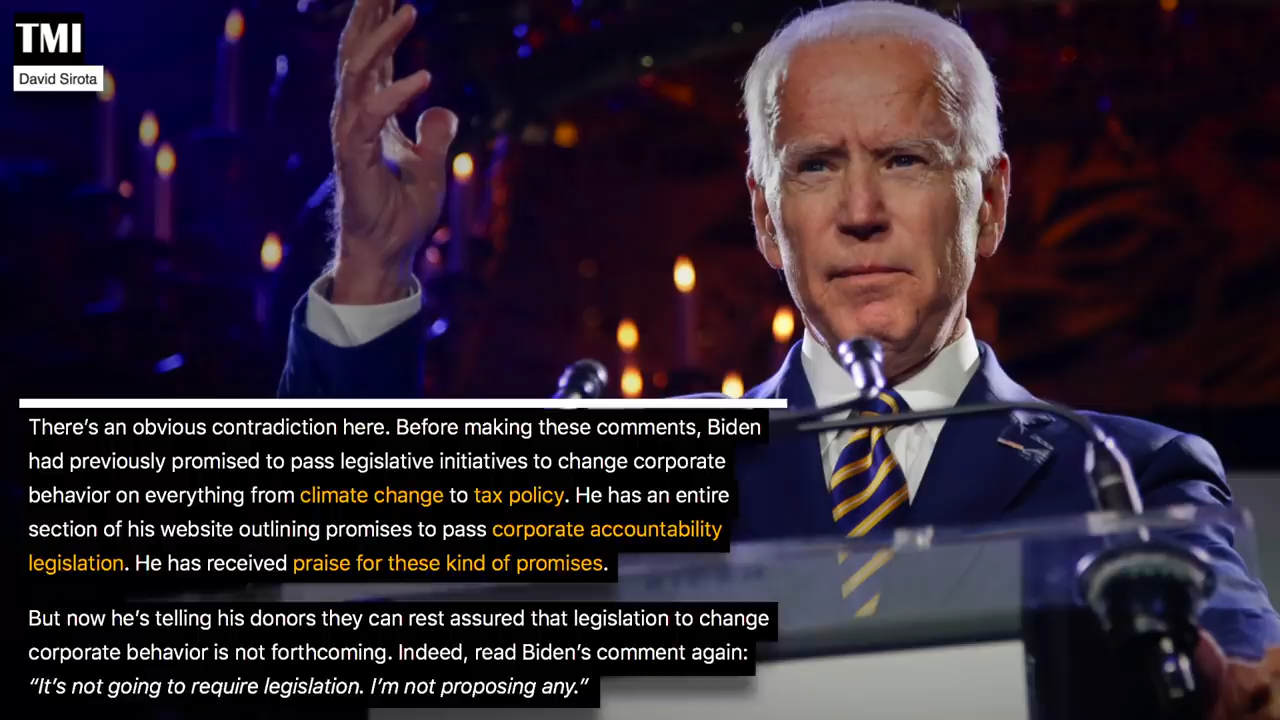 TMI
David Sirota
There’s an obvious contradiction here. Before making these comments, Biden
had previously promised to pass legislative initiatives to change corporate
behavior on everything from climate change to tax policy. He has an entire
section of his website outlining promises to pass corporate accountability
legislation. He has received praise for these kind of promises.
But now he’s telling his donors they can rest assured that legislation to change
corporate behavior is not forthcoming. Indeed, read Biden’s comment again:
“It’s not going to require legislation. I’m not proposing any.”